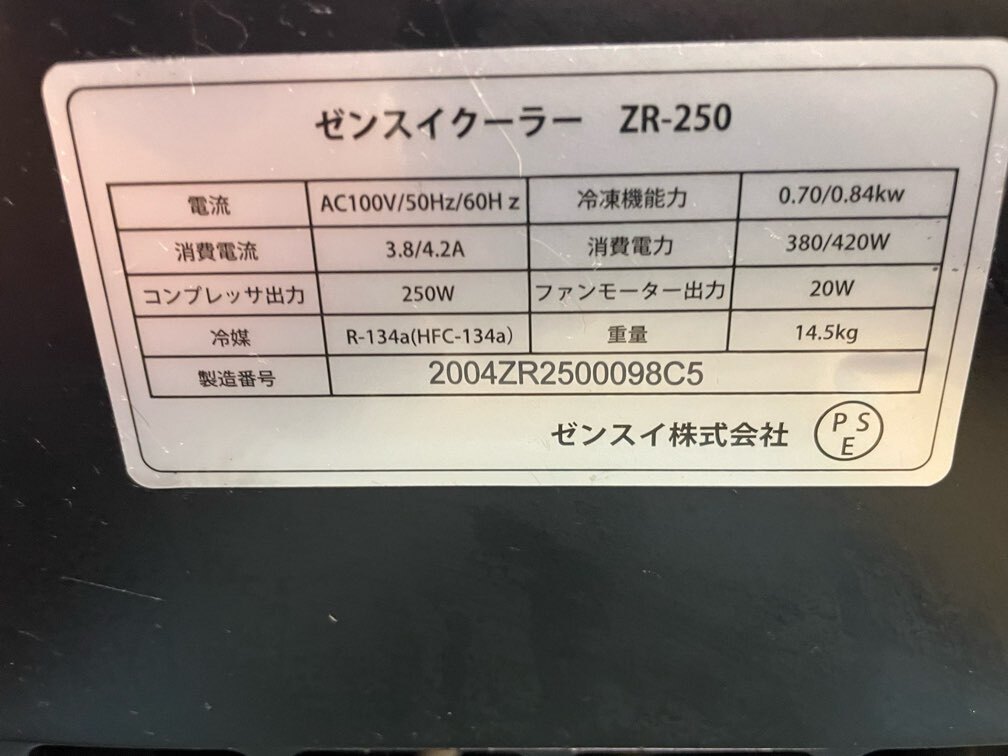 ゼンスイクーラー ZR-250
電流 AC100V/50Hz/60H z 冷凍機能力 0.70/0.84kw
消費電流 3.8/4.2A 消費電力 380/420W
コンプレッサ出力 250W ファンモーター出力 20W
冷媒 R-134a(HFC-134a) 重量 14.5kg
製造番号 2004ZR2500098C5
ゼンスイ株式会社 PSE